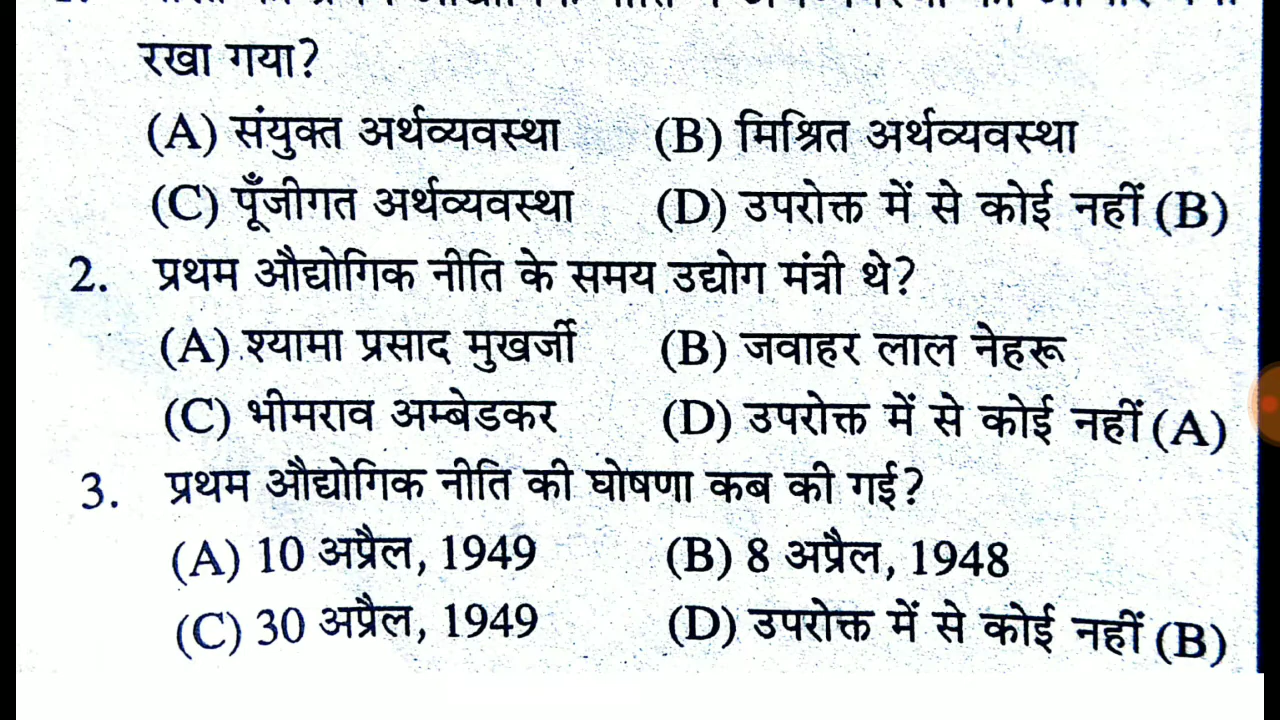 रखा गया?
(A) संयुक्त अर्थव्यवस्था (B) मिश्रित अर्थव्यवस्था
(C) पूँजीगत अर्थव्यवस्था (D) उपरोक्त में से कोई नहीं (B)
2. प्रथम औद्योगिक नीति के समय उद्योग मंत्री थे?
(A) श्यामा प्रसाद मुखर्जी (B) जवाहर लाल नेहरू
(C) भीमराव अम्बेडकर (D) उपरोक्त में से कोई नहीं (A)
3. प्रथम औद्योगिक नीति की घोषणा कब की गई?
(A) 10 अप्रैल, 1949 (B) 8 अप्रैल, 1948
(C) 30 अप्रैल, 1949 (D) उपरोक्त में से कोई नहीं (B)